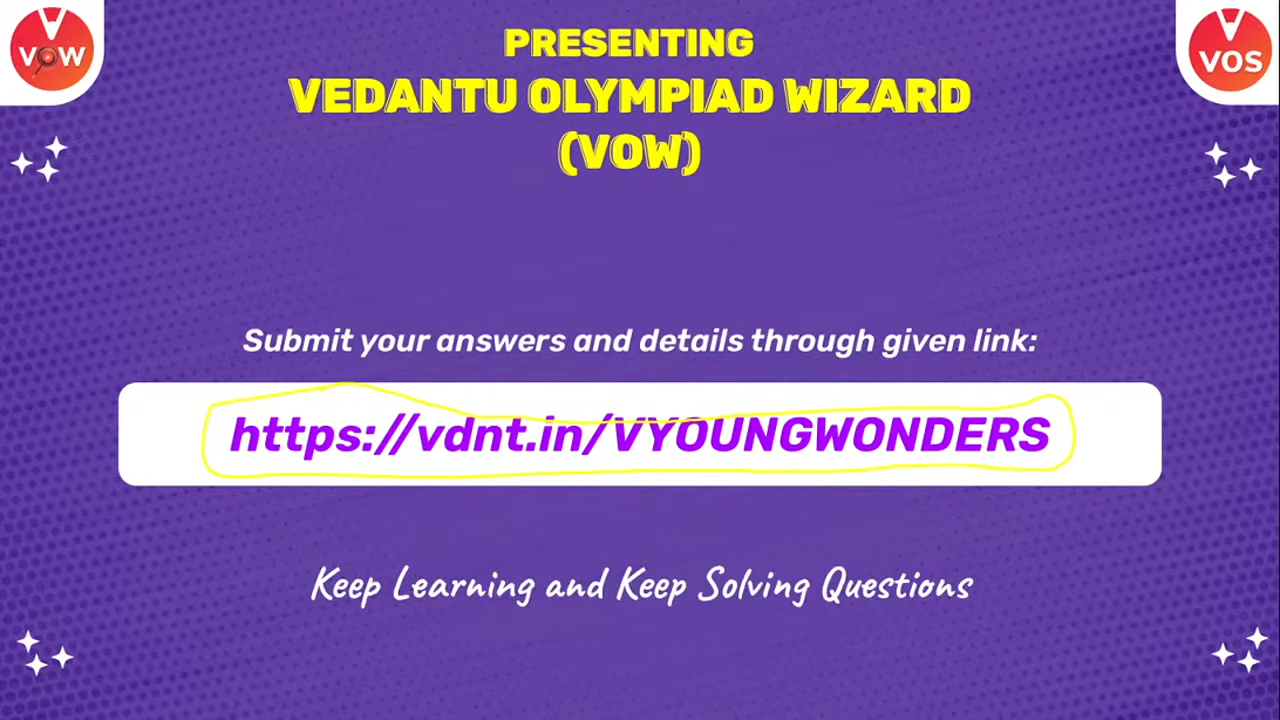 VOW
VOS
PRESENTING
VEDANTU OLYMPIAD WIZARD
(VOW)
Submit your answers and details through given link:
https://vdnt.in/VYOUNGWONDERS
Keep Learning and Keep Solving Questions